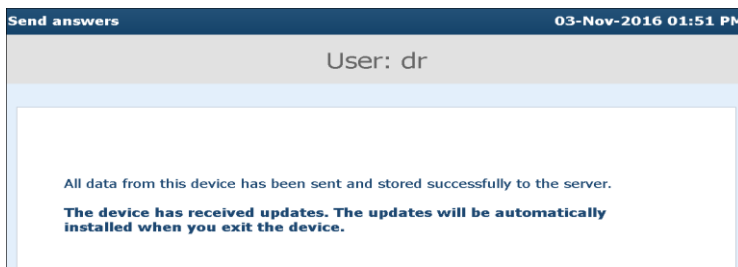 Send answers 03-Nov-2016 01:51 PM
User: dr
All data from this device has been sent and stored successfully to the server.
The device has received updates. The updates will be automatically
installed when you exit the device.